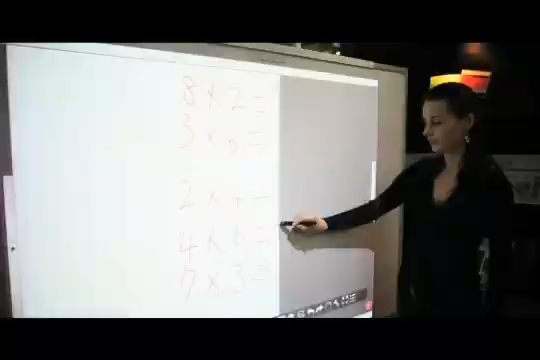 8 × 2 =
3 × 6 =
2 × 4 =
4 × 6 =
7 × 3 =